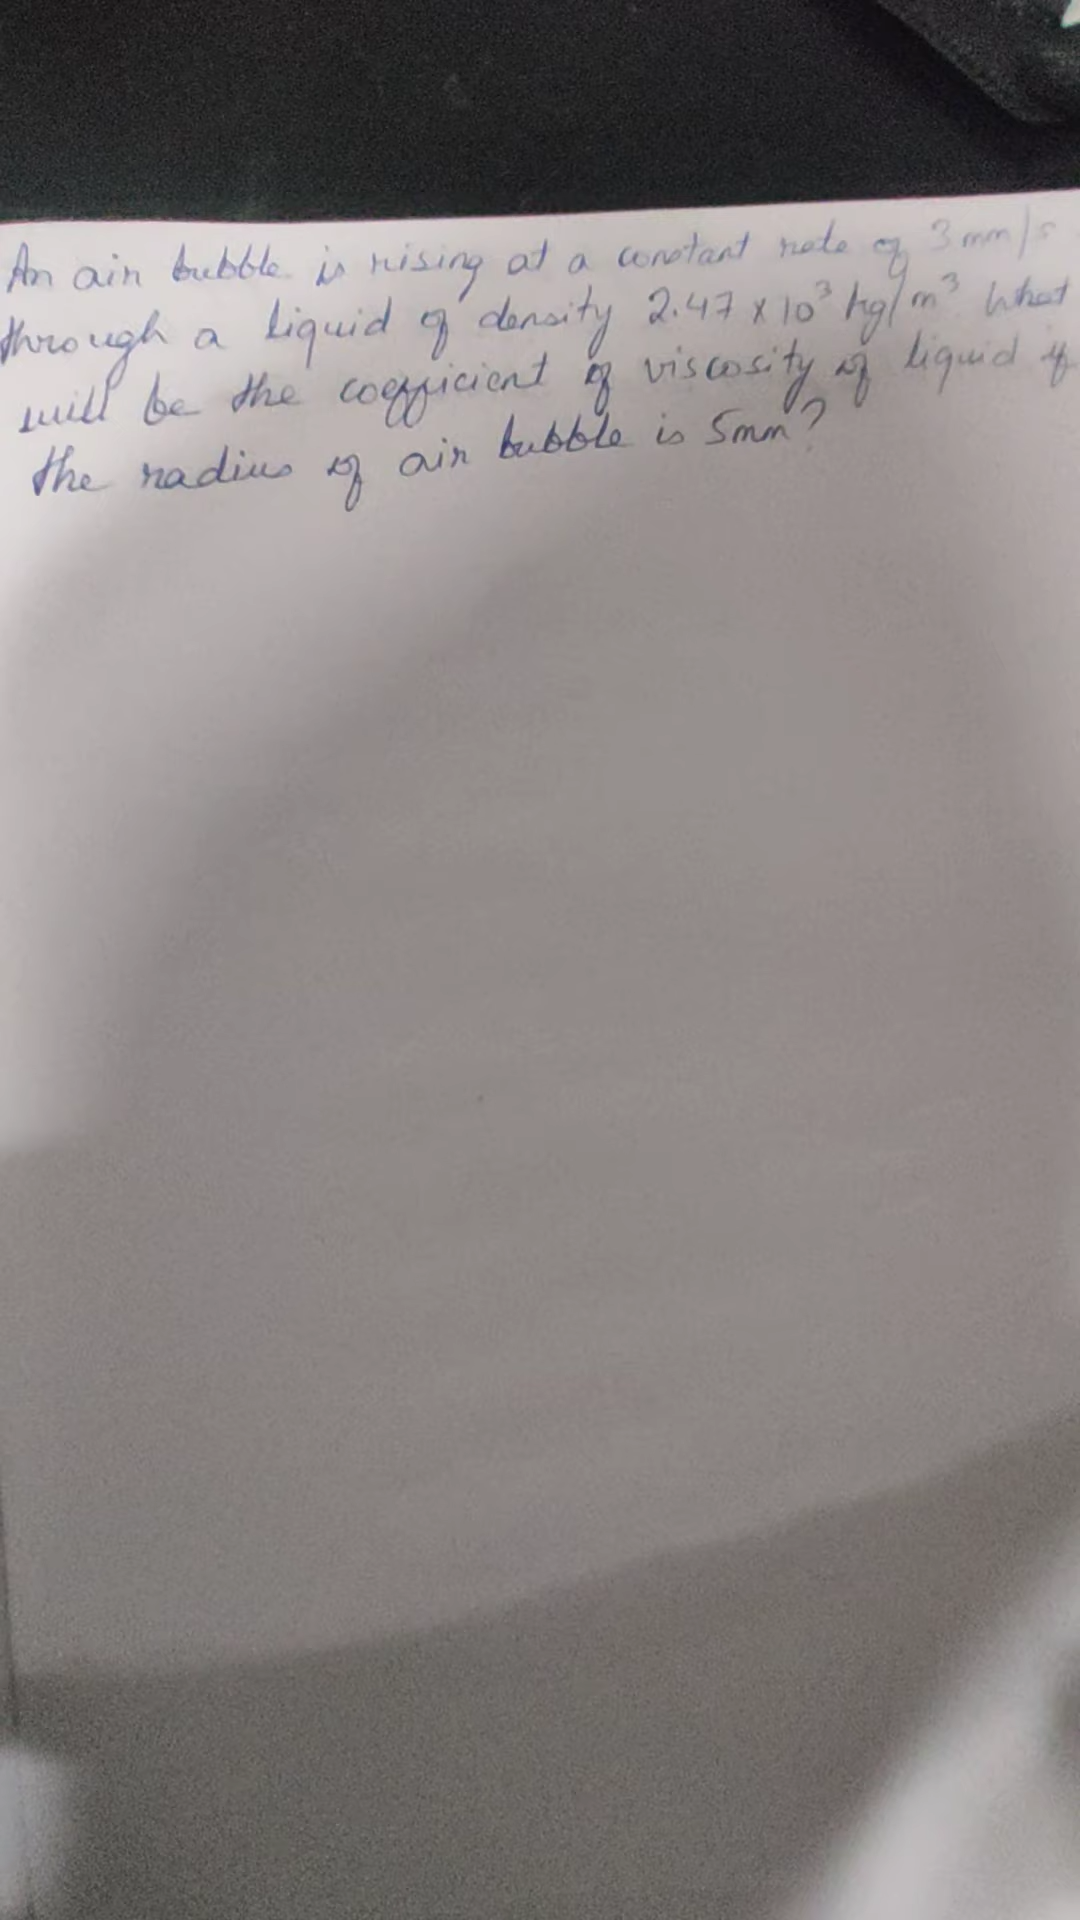 An air bubble is rising at a constant rate of 3 mm/s
through a liquid of density 2.47 x 10³ kg/m³. What
will be the coefficient of viscosity of liquid if
the radius of air bubble is 5mm?